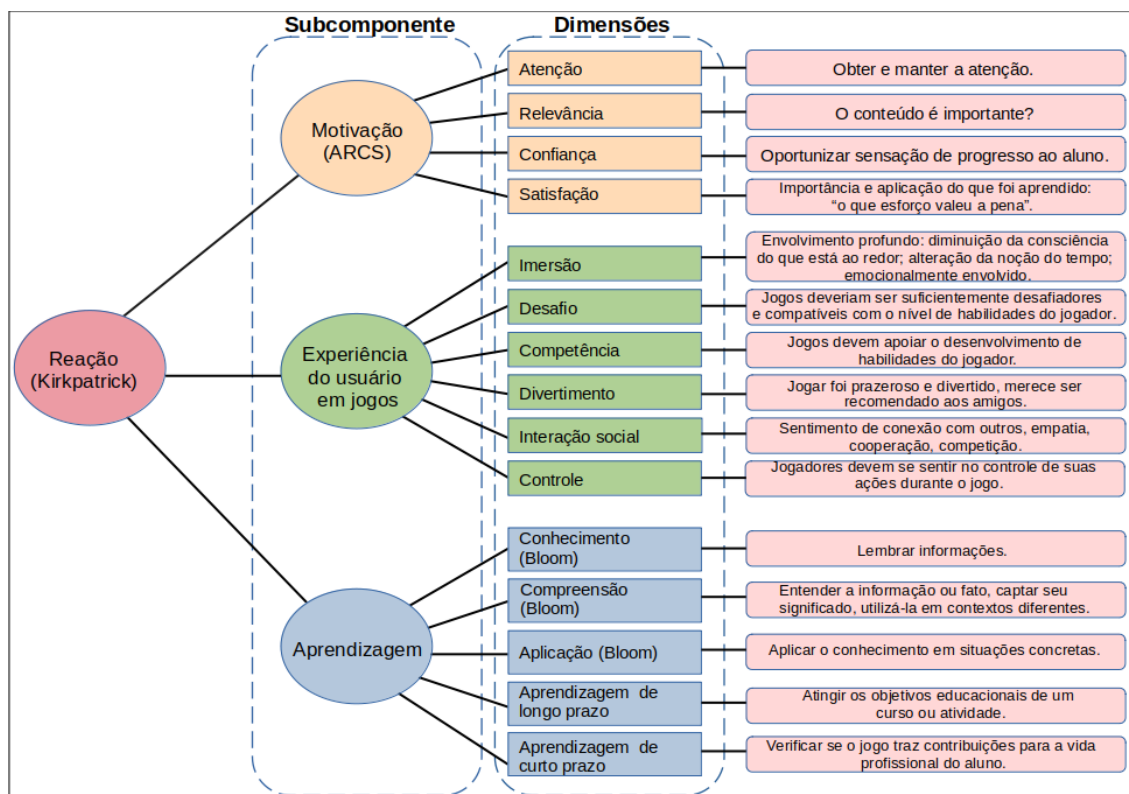 Subcomponente
Dimensões
Reação
(Kirkpatrick)
Motivação
(ARCS)
Atenção
Obter e manter a atenção.
Relevância
O conteúdo é importante?
Confiança
Oportunizar sensação de progresso ao aluno.
Satisfação
Importância e aplicação do que foi aprendido:
“o que esforço valeu a pena”.
Experiência
do usuário
em jogos
Imersão
Envolvimento profundo: diminuição da consciência
do que está ao redor; alteração da noção do tempo;
emocionalmente envolvido.
Desafio
Jogos deveriam ser suficientemente desafiadores
e compatíveis com o nível de habilidades do jogador.
Competência
Jogos devem apoiar o desenvolvimento de
habilidades do jogador.
Divertimento
Jogar foi prazeroso e divertido, merece ser
recomendado aos amigos.
Interação social
Sentimento de conexão com outros, empatia,
cooperação, competição.
Controle
Jogadores devem se sentir no controle de suas
ações durante o jogo.
Aprendizagem
Conhecimento
(Bloom)
Lembrar informações.
Compreensão
(Bloom)
Entender a informação ou fato, captar seu
significado, utilizá-la em contextos diferentes.
Aplicação (Bloom)
Aplicar o conhecimento em situações concretas.
Aprendizagem de
longo prazo
Atingir os objetivos educacionais de um
curso ou atividade.
Aprendizagem de
curto prazo
Verificar se o jogo traz contribuições para a vida
profissional do aluno.